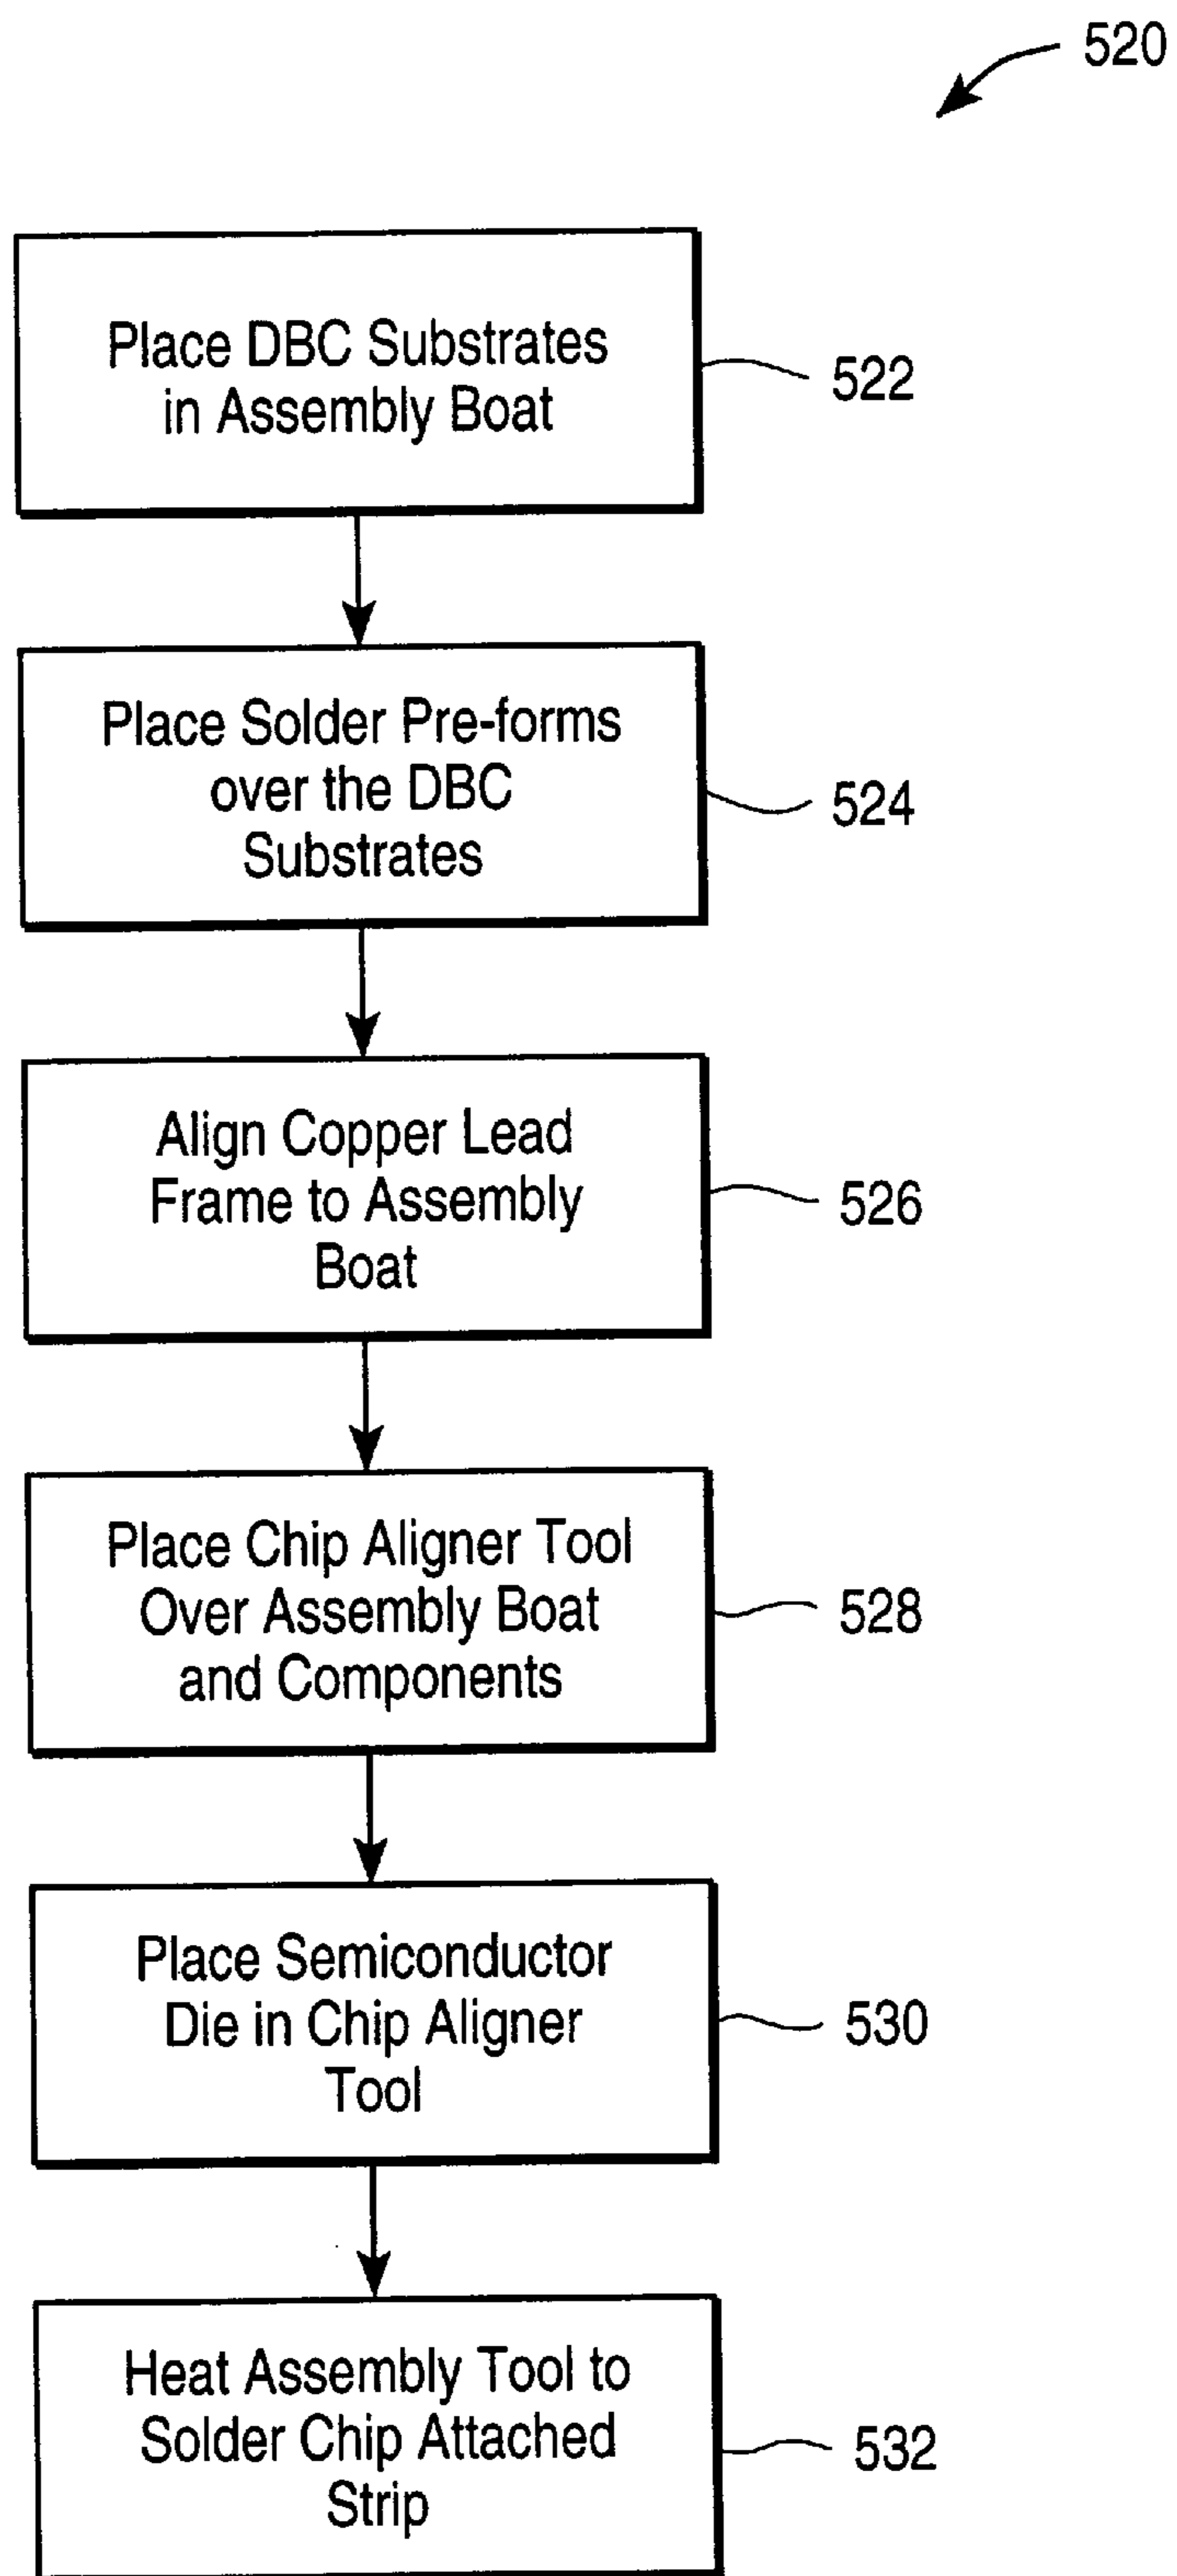 520
Place DBC Substrates
in Assembly Boat
522
Place Solder Pre-forms
over the DBC
Substrates
524
Align Copper Lead
Frame to Assembly
Boat
526
Place Chip Aligner Tool
Over Assembly Boat
and Components
528
Place Semiconductor
Die in Chip Aligner
Tool
530
Heat Assembly Tool to
Solder Chip Attached
Strip
532